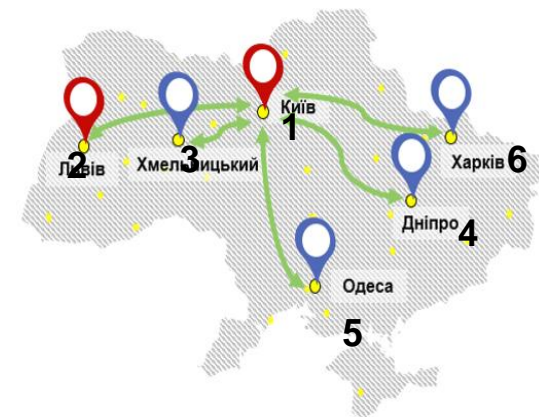 Київ
1
Львів
2
Хмельницький
3
Харків 6
Дніпро 4
Одеса
5